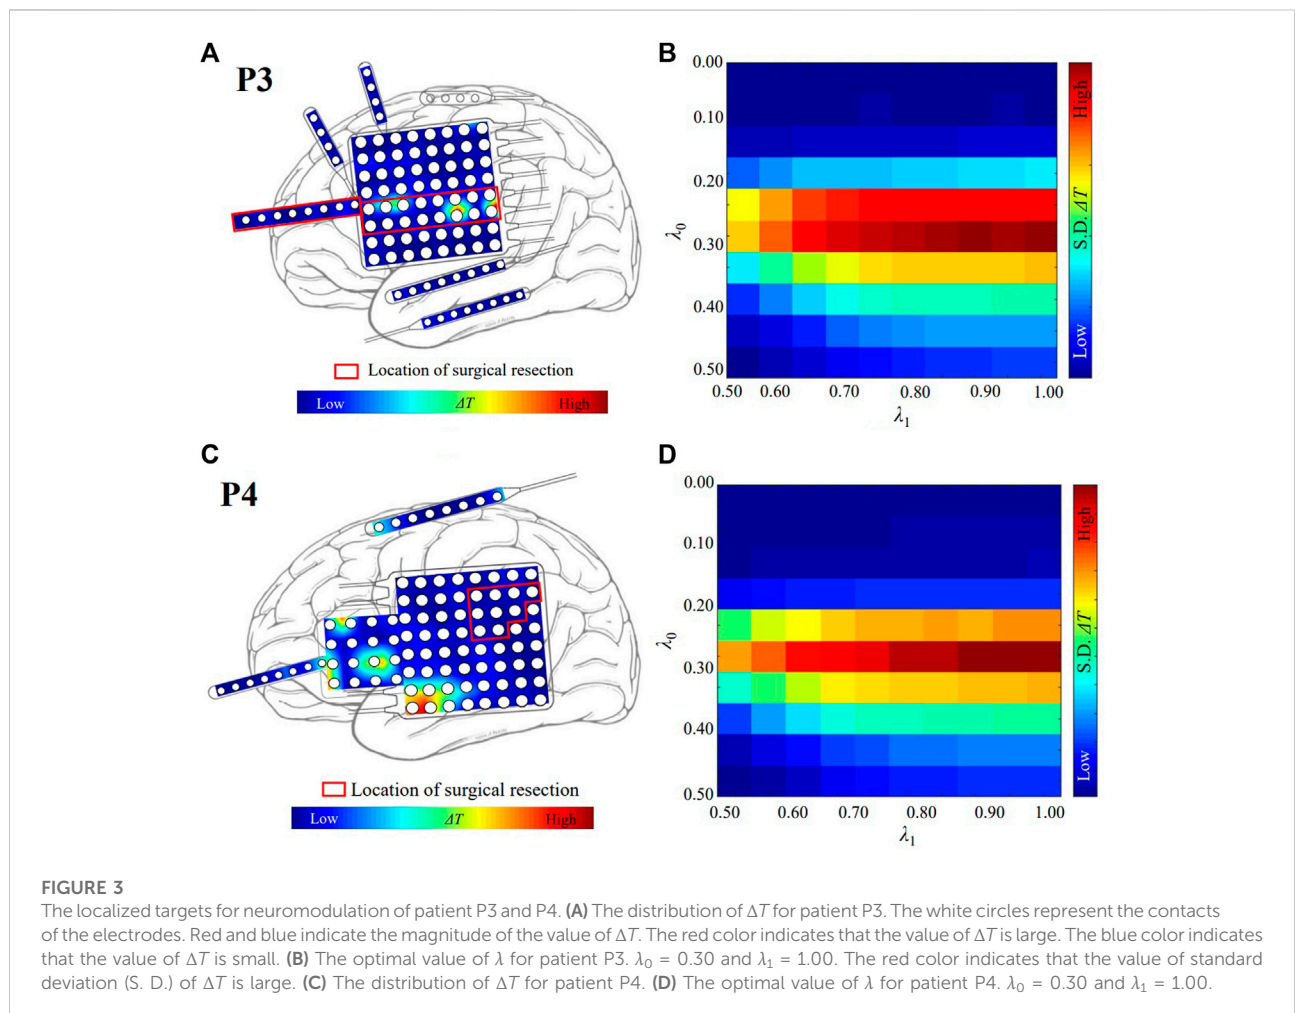 A
P3
Location of surgical resection
Low ΔT High
B
0.00
0.10
0.20
0.30
0.40
0.50
λ0
0.50 0.60 0.70 0.80 0.90 1.00
λ1
High
S.D. ΔT
Low
C
P4
Location of surgical resection
Low ΔT High
D
0.00
0.10
0.20
0.30
0.40
0.50
λ0
0.50 0.60 0.70 0.80 0.90 1.00
λ1
High
S.D. ΔT
Low
FIGURE 3
The localized targets for neuromodulation of patient P3 and P4. (A) The distribution of ΔT for patient P3. The white circles represent the contacts
of the electrodes. Red and blue indicate the magnitude of the value of ΔT. The red color indicates that the value of ΔT is large. The blue color indicates
that the value of ΔT is small. (B) The optimal value of λ for patient P3. λ0 = 0.30 and λ1 = 1.00. The red color indicates that the value of standard
deviation (S. D.) of ΔT is large. (C) The distribution of ΔT for patient P4. (D) The optimal value of λ for patient P4. λ0 = 0.30 and λ1 = 1.00.